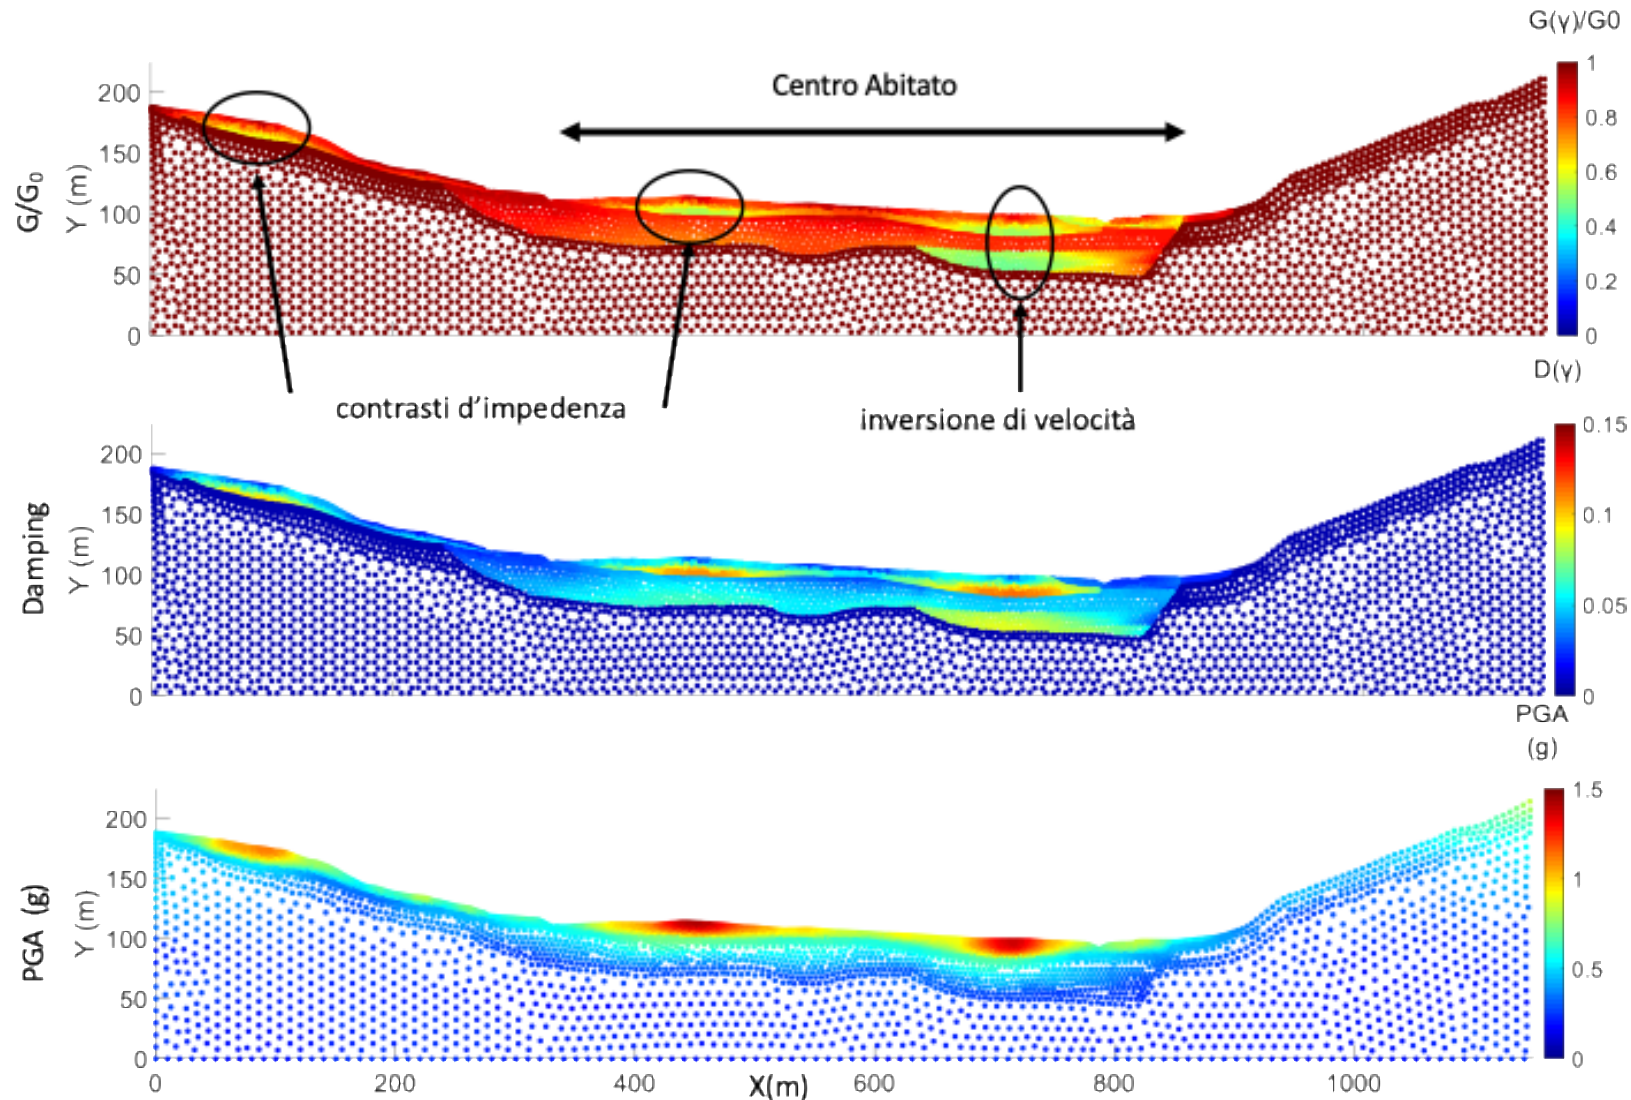 G(γ)/G0
Centro Abitato
G/G₀
Y (m)
200
150
100
50
0
1
0.8
0.6
0.4
0.2
0
contrasti d'impedenza
inversione di velocità
D(γ)
Damping
Y (m)
200
150
100
50
0
0.15
0.1
0.05
0
PGA
(g)
PGA (g)
Y (m)
200
150
100
50
0
1.5
1
0.5
0
0
200
400
600
800
1000
X(m)